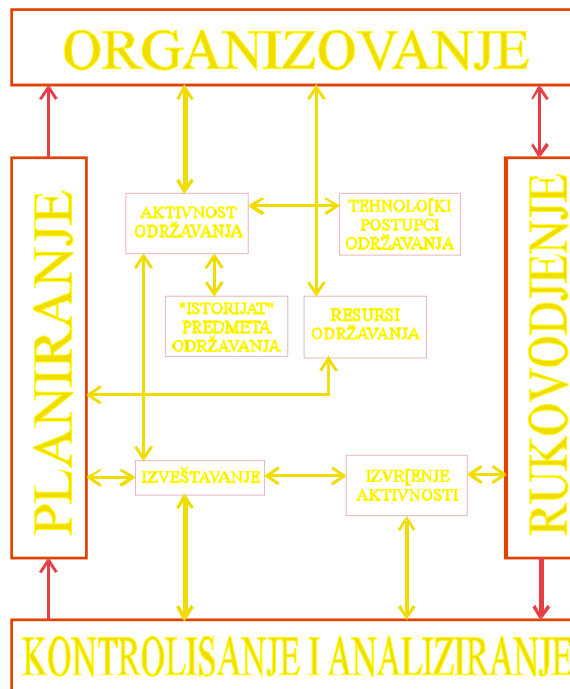 ORGANIZOVANJE
PLANIRANJE
RUKOVODJENJE
AKTIVNOST
ODRŽAVANJA
TEHNOLO[KI
POSTUPCI
ODRŽAVANJA
"ISTORIJAT"
PREDMETA
ODRŽAVANJA
RESURSI
ODRŽAVANJA
IZVEŠTAVANJE
IZVR[ENJE
AKTIVNOSTI
KONTROLISANJE I ANALIZIRANJE